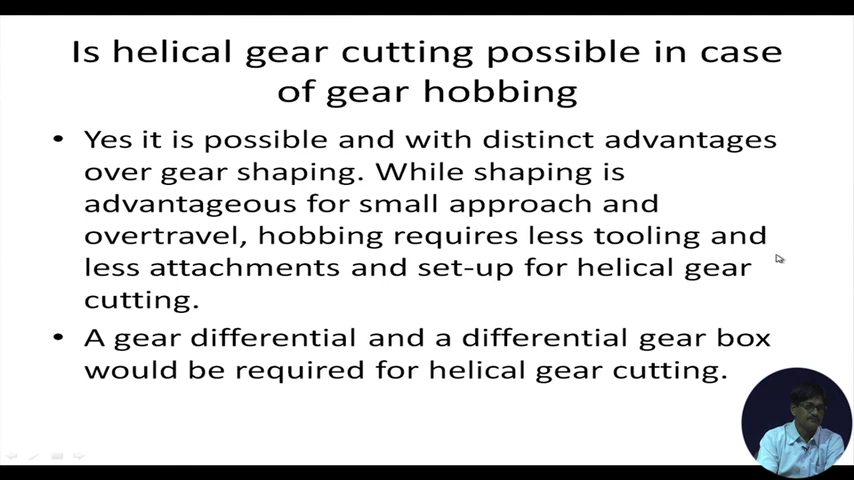 Is helical gear cutting possible in case
of gear hobbing
• Yes it is possible and with distinct advantages
over gear shaping. While shaping is
advantageous for small approach and
overtravel, hobbing requires less tooling and
less attachments and set-up for helical gear
cutting.
• A gear differential and a differential gear box
would be required for helical gear cutting.